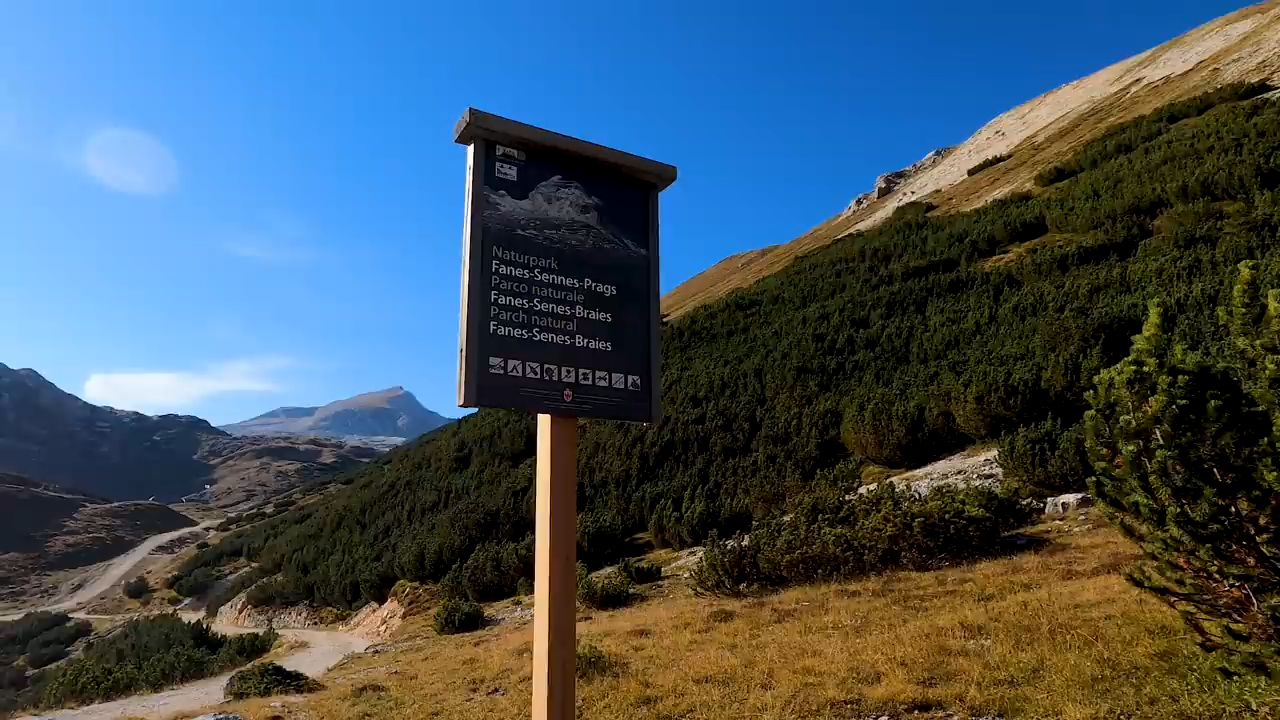 Naturpark
Fanes-Sennes-Prags
Parco naturale
Fanes-Senes-Braies
Parch natural
Fanes-Senes-Braies